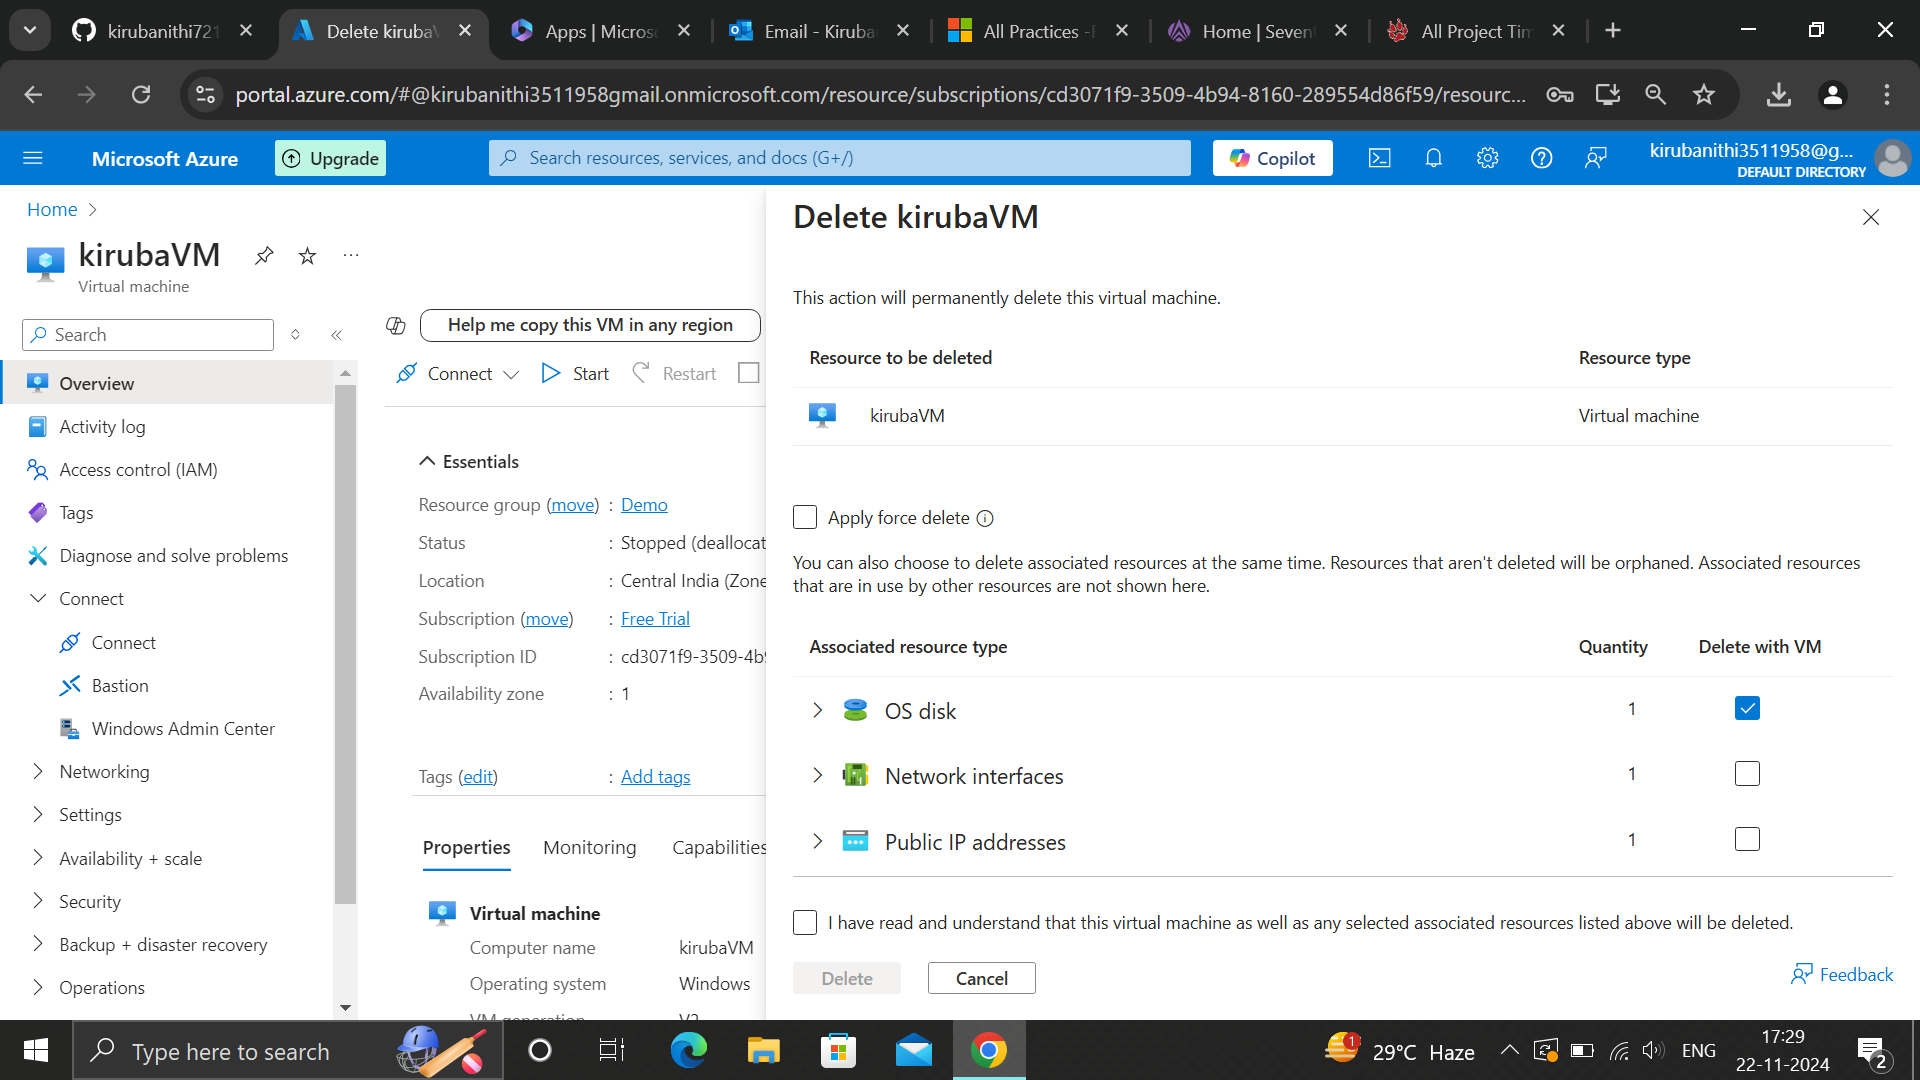 kirubanithi721
Delete kirubaV
Apps | Micros
Email - Kiruba
All Practices -
Home | Sevent
All Project Tim
portal.azure.com/#@kirubanithi3511958gmail.onmicrosoft.com/resource/subscriptions/cd3071f9-3509-4b94-8160-289554d86f59/resourc...
Microsoft Azure
Upgrade
Search resources, services, and docs (G+/)
Copilot
kirubanithi3511958@g...
DEFAULT DIRECTORY
Home
kirubaVM
Virtual machine
Search
Overview
Activity log
Access control (IAM)
Tags
Diagnose and solve problems
Connect
Connect
Bastion
Windows Admin Center
Networking
Settings
Availability + scale
Security
Backup + disaster recovery
Operations
Help me copy this VM in any region
Connect
Start
Restart
Essentials
Resource group (move) : Demo
Status : Stopped (deallocat
Location : Central India (Zone
Subscription (move) : Free Trial
Subscription ID : cd3071f9-3509-4b9
Availability zone : 1
Tags (edit) : Add tags
Properties
Monitoring
Capabilities
Virtual machine
Computer name kirubaVM
Operating system Windows
VM generation V2
Delete kirubaVM
This action will permanently delete this virtual machine.
Resource to be deleted Resource type
kirubaVM Virtual machine
Apply force delete
You can also choose to delete associated resources at the same time. Resources that aren't deleted will be orphaned. Associated resources
that are in use by other resources are not shown here.
Associated resource type Quantity Delete with VM
OS disk 1
Network interfaces 1
Public IP addresses 1
I have read and understand that this virtual machine as well as any selected associated resources listed above will be deleted.
Delete
Cancel
Feedback
Type here to search
1
29°C Haze
ENG
17:29
22-11-2024
2